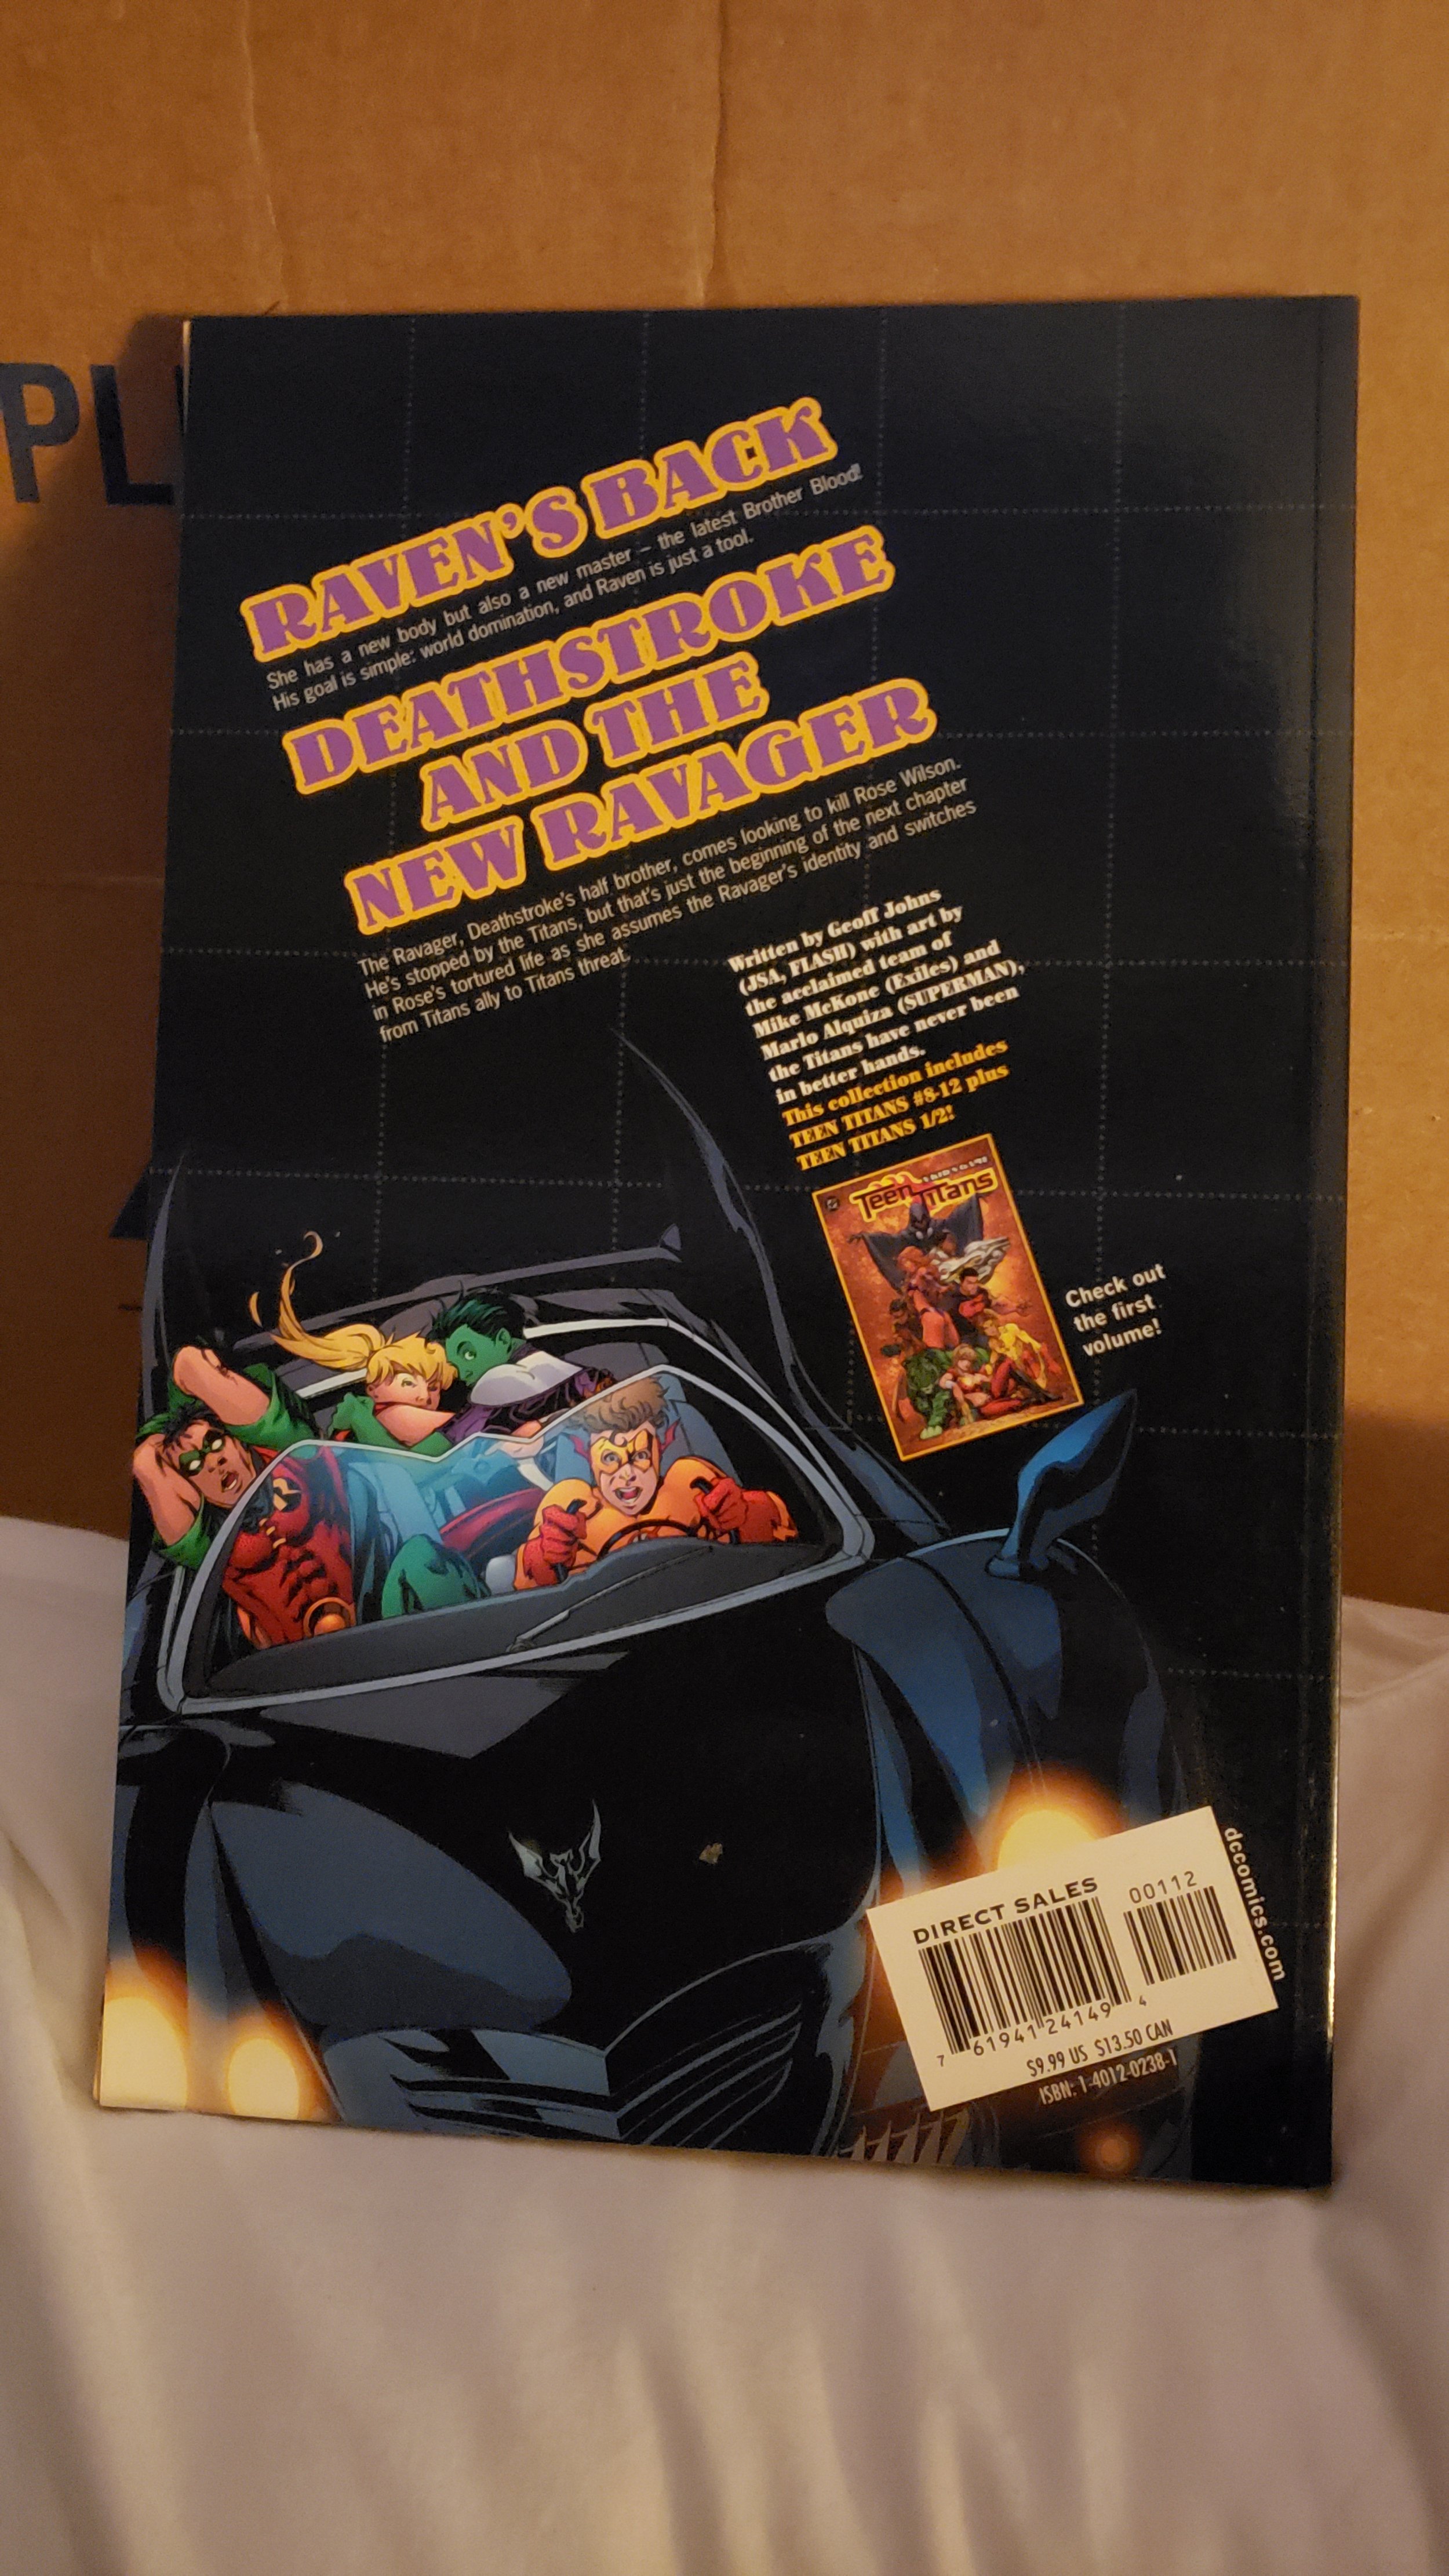 PL
RAVEN'S BACK
She has a new body but also a new master – the latest Brother Blood!
His goal is simple: world domination, and Raven is just a tool.
DEATHSTROKE
AND THE
NEW RAVAGER
The Ravager, Deathstroke's half brother, comes looking to kill Rose Wilson.
He's stopped by the Titans, but that's just the beginning of the next chapter
in Rose's tortured life as she assumes the Ravager's identity and switches
from Titans ally to Titans threat.
Written by Geoff Johns
(JSA, FLASH) with art by
the acclaimed team of
Mike McKone (Exiles) and
Marlo Alquiza (SUPERMAN),
the Titans have never been
in better hands.
This collection includes
TEEN TITANS #8-12 plus
TEEN TITANS 1/2!
Teen Titans
Check out
the first
volume!
DIRECT SALES
00112
7 61941 24149 4
$9.99 US $13.50 CAN
ISBN: 1-4012-0238-1
dccomics.com